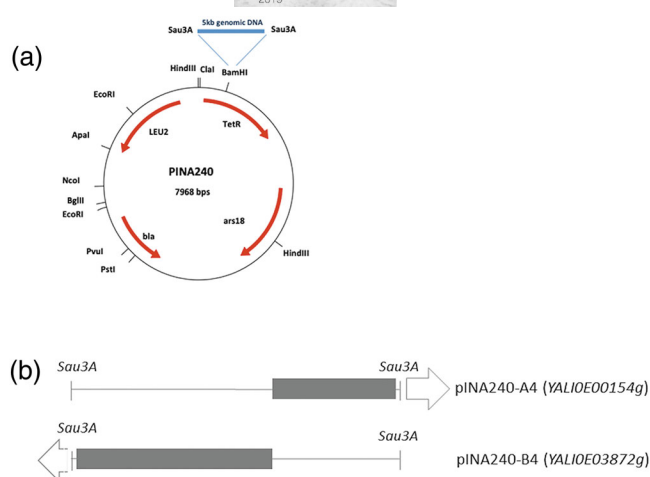 (a)
Sau3A 5kb genomic DNA Sau3A
HindIII ClaI BamHI
EcoRI
LEU2 TetR
ApaI
PINA240
7968 bps
NcoI
BglII
EcoRI
ars18
bla
PvuI
HindIII
PstI
(b)
Sau3A Sau3A
pINA240-A4 (YALI0E00154g)
Sau3A Sau3A
pINA240-B4 (YALI0E03872g)